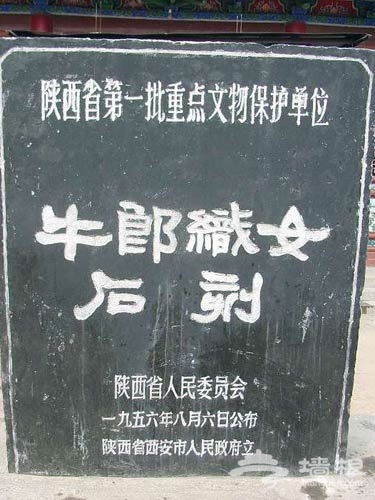 陕西省第一批重点文物保护单位
牛郎織女
石刻
陕西省人民委员会
一九五六年八月六日公布
陕西省西安市人民政府立
墙根